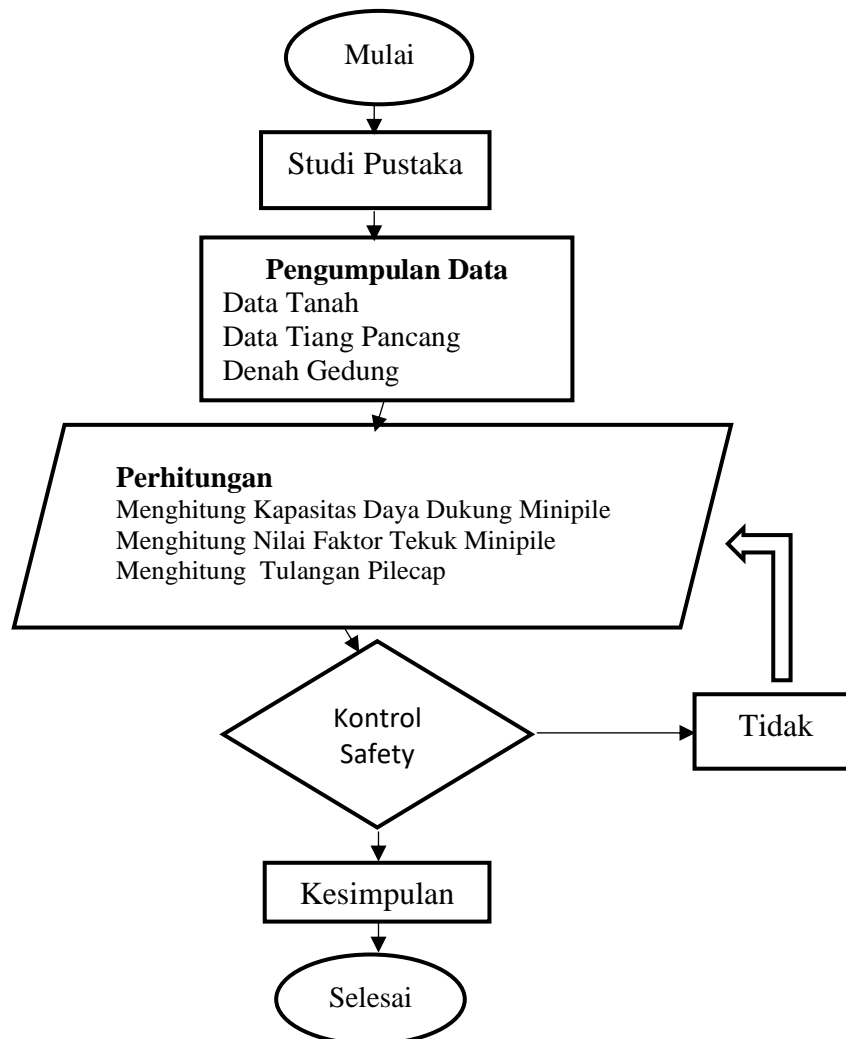 Mulai
Studi Pustaka
Pengumpulan Data
Data Tanah
Data Tiang Pancang
Denah Gedung
Perhitungan
Menghitung Kapasitas Daya Dukung Minipile
Menghitung Nilai Faktor Tekuk Minipile
Menghitung Tulangan Pilecap
Kontrol
Safety
Tidak
Kesimpulan
Selesai